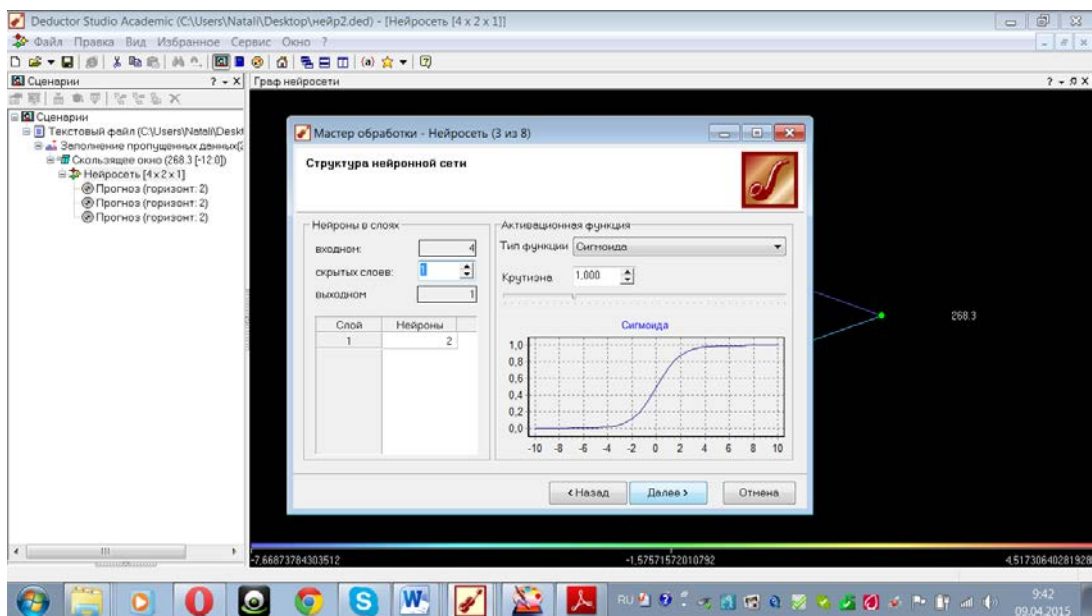 Deductor Studio Academic (C:\Users\Natali\Desktop\нейр2.ded) - [Нейросеть [4 x 2 x 1]]
Файл Правка Вид Избранное Сервис Окно ?
Сценарии
Граф нейросети
Сценарии
Текстовый файл (C:\Users\Natali\Deskt
Заполнение пропущенных данных(2
Скользящее окно (268.3 [-12:0])
Нейросеть [4 x 2 x 1]
Прогноз (горизонт: 2)
Прогноз (горизонт: 2)
Прогноз (горизонт: 2)
Мастер обработки - Нейросеть (3 из 8)
Структура нейронной сети
Нейроны в слоях
входном: 4
скрытых слоев: 1
выходном 1
Слой Нейроны
1 2
Активационная функция
Тип функции Сигмоида
Крутизна 1,000
Сигмоида
1,0
0,8
0,6
0,4
0,2
0,0
-10 -8 -6 -4 -2 0 2 4 6 8 10
< Назад Далее > Отмена
268.3
-7,66873784303512 -1,57571572010792 4,51730640281928
RU 9:42
09.04.2015